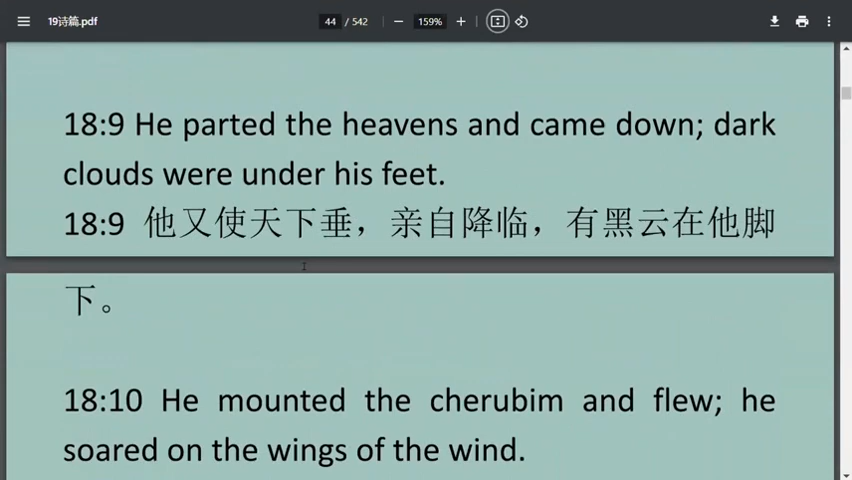 19诗篇.pdf
44 / 542
159%
18:9 He parted the heavens and came down; dark
clouds were under his feet.
18:9 他又使天下垂，亲自降临，有黑云在他脚
下。
18:10 He mounted the cherubim and flew; he
soared on the wings of the wind.